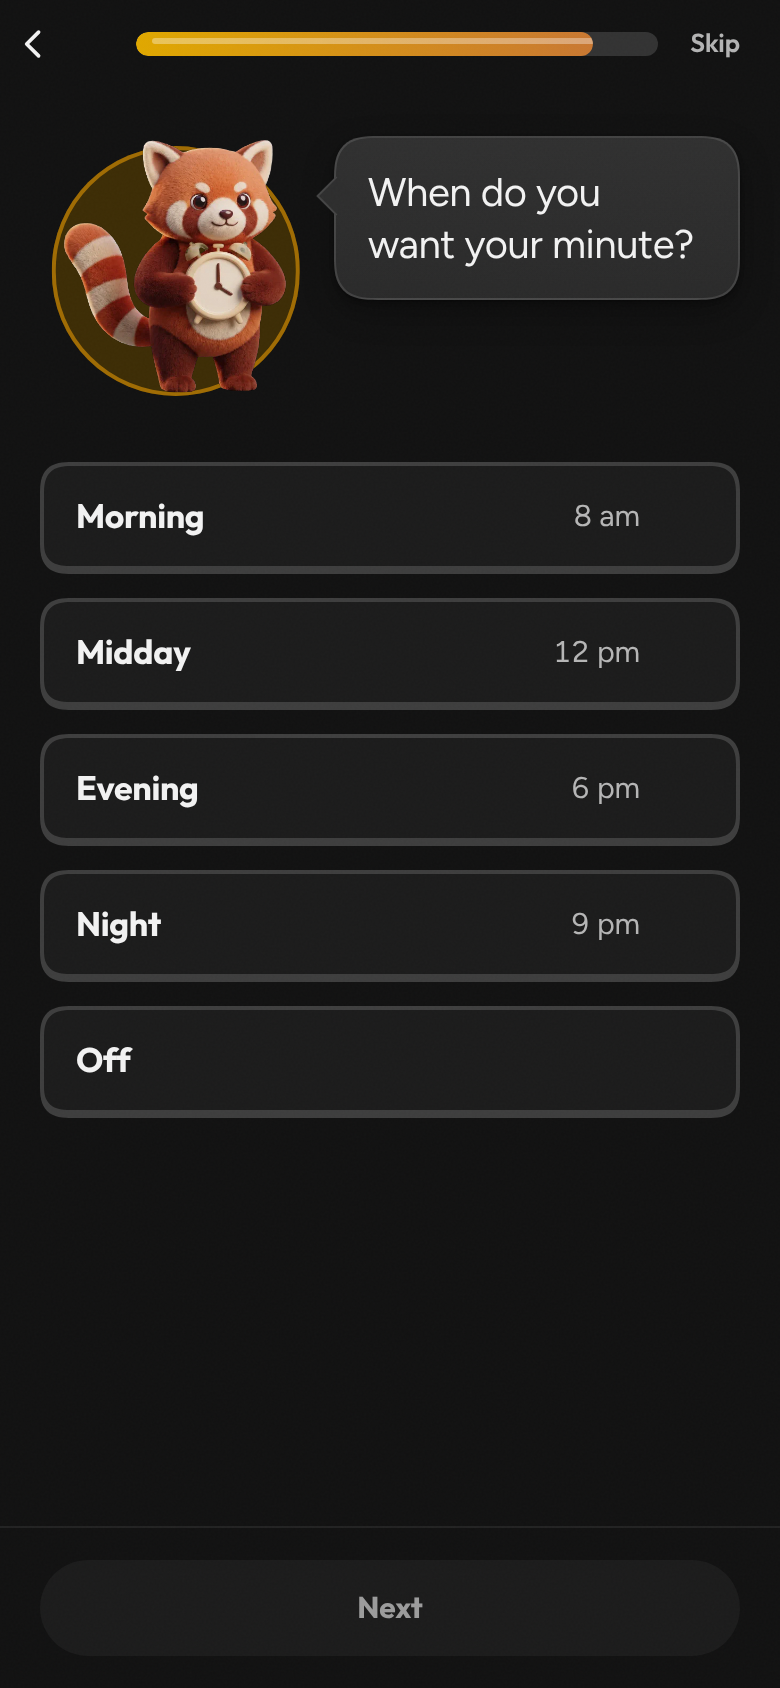 Skip
When do you
want your minute?
Morning 8 am
Midday 12 pm
Evening 6 pm
Night 9 pm
Off
Next